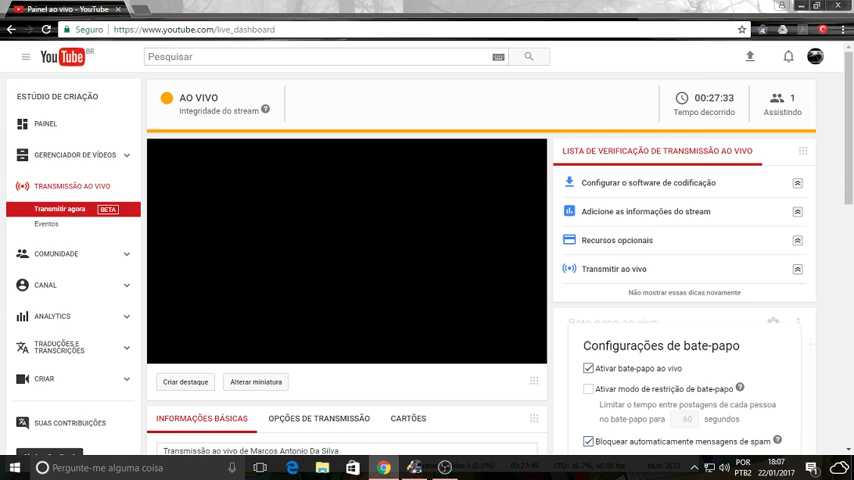 Painel ao vivo - YouTube
Seguro
https://www.youtube.com/live_dashboard
YouTube BR
Pesquisar
ESTÚDIO DE CRIAÇÃO
PAINEL
GERENCIADOR DE VÍDEOS
TRANSMISSÃO AO VIVO
Transmitir agora BETA
Eventos
COMUNIDADE
CANAL
ANALYTICS
TRADUÇÕES E
TRANSCRIÇÕES
CRIAR
SUAS CONTRIBUIÇÕES
AO VIVO
Integridade do stream ?
00:27:33
Tempo decorrido
1
Assistindo
Criar destaque
Alterar miniatura
INFORMAÇÕES BÁSICAS
OPÇÕES DE TRANSMISSÃO
CARTÕES
Transmissão ao vivo de Marcos Antonio Da Silva
LISTA DE VERIFICAÇÃO DE TRANSMISSÃO AO VIVO
Configurar o software de codificação
Adicione as informações do stream
Recursos opcionais
Transmitir ao vivo
Não mostrar essas dicas novamente
Bate-papo ao vivo
Configurações de bate-papo
Ativar bate-papo ao vivo
Ativar modo de restrição de bate-papo ?
Limitar o tempo entre postagens de cada pessoa
no bate-papo para 60 segundos
Bloquear automaticamente mensagens de spam ?
Pergunte-me alguma coisa
POR
PTB2
18:07
22/01/2017